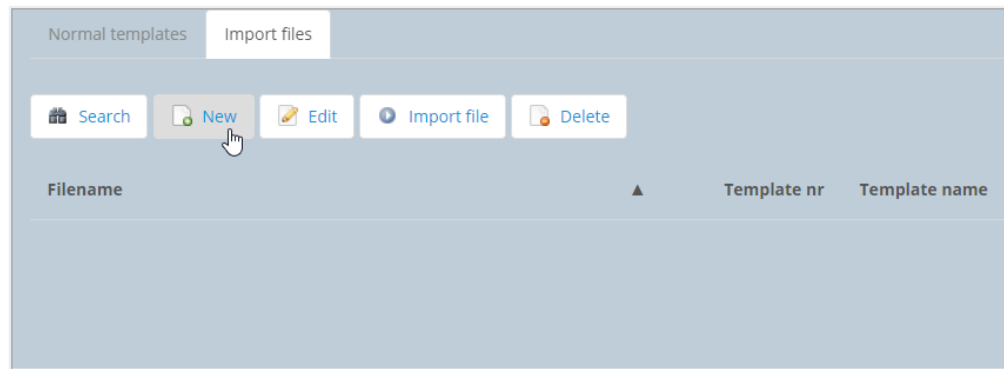 Normal templates Import files
Search New Edit Import file Delete
Filename ▲ Template nr Template name